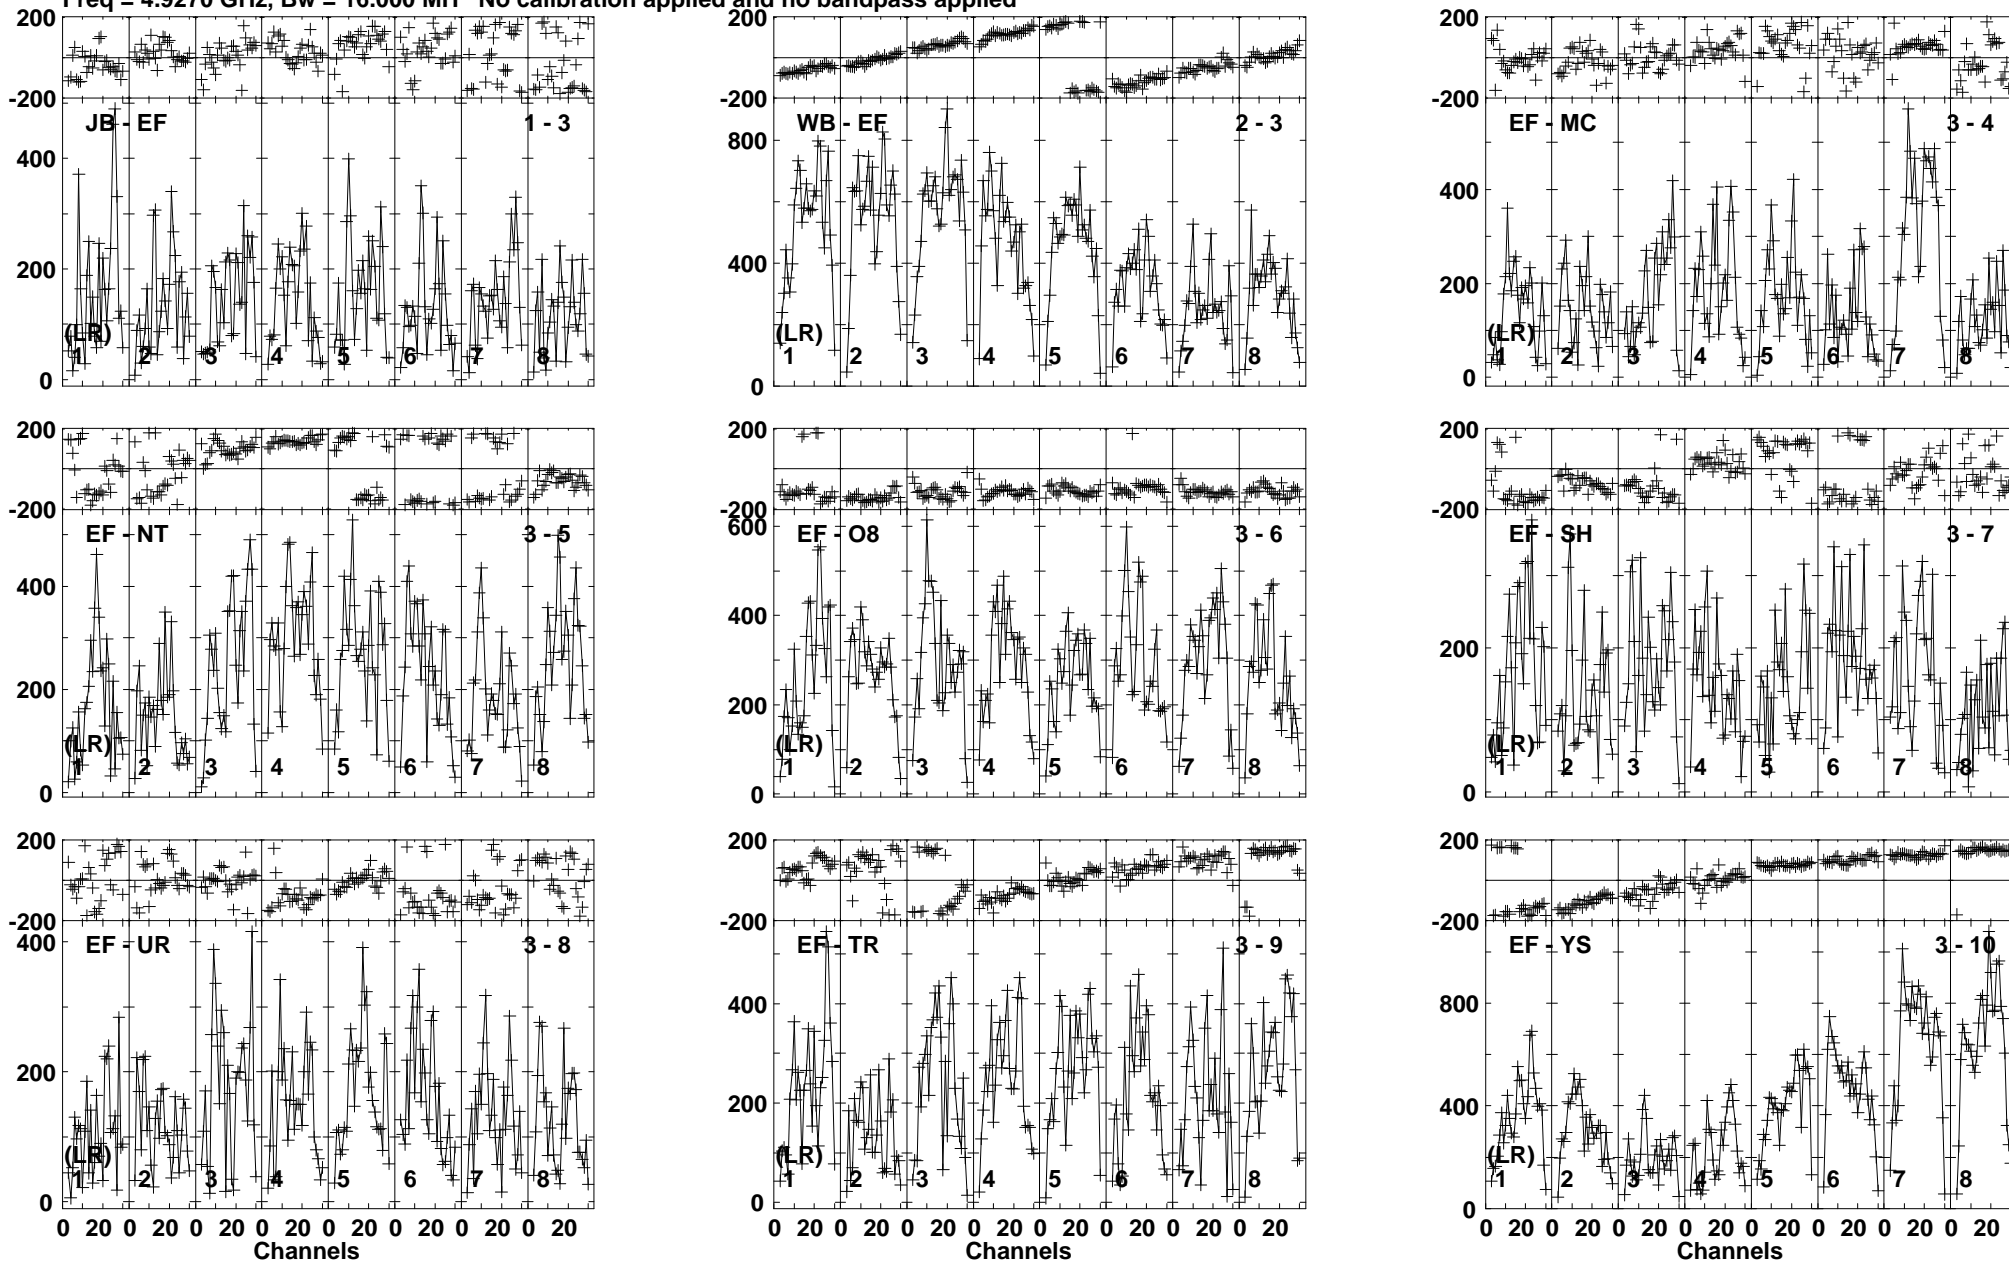 Freq = 4.9270 GHz, Bw = 16.000 MH No calibration applied and no bandpass applied
200 200 200
-200 -200 -200
JB - EF 1 - 3 WB - EF 2 - 3 EF - MC 3 - 4
400 800 400
200 400 200
(LR) (LR) (LR)
1 2 3 4 5 6 7 8 1 2 3 4 5 6 7 8 1 2 3 4 5 6 7 8
0 0 0
200 200 200
-200 -200 -200
EF - NT 3 - 5 EF - O8 3 - 6 EF - SH 3 - 7
600
400 400
200 200 200
(LR) (LR) (LR)
1 2 3 4 5 6 7 8 1 2 3 4 5 6 7 8 1 2 3 4 5 6 7 8
0 0 0
200 200 200
-200 -200 -200
EF - UR 3 - 8 EF - TR 3 - 9 EF - YS 3 - 10
400 400 800
200 200 400
(LR) (LR) (LR)
1 2 3 4 5 6 7 8 1 2 3 4 5 6 7 8 1 2 3 4 5 6 7 8
0 0 0
0 20 0 20 0 20 0 20 0 20 0 20 0 20 0 20 0 20 0 20 0 20 0 20 0 20 0 20 0 20 0 20 0 20 0 20 0 20 0 20 0 20 0 20 0 20 0 20
Channels Channels Channels